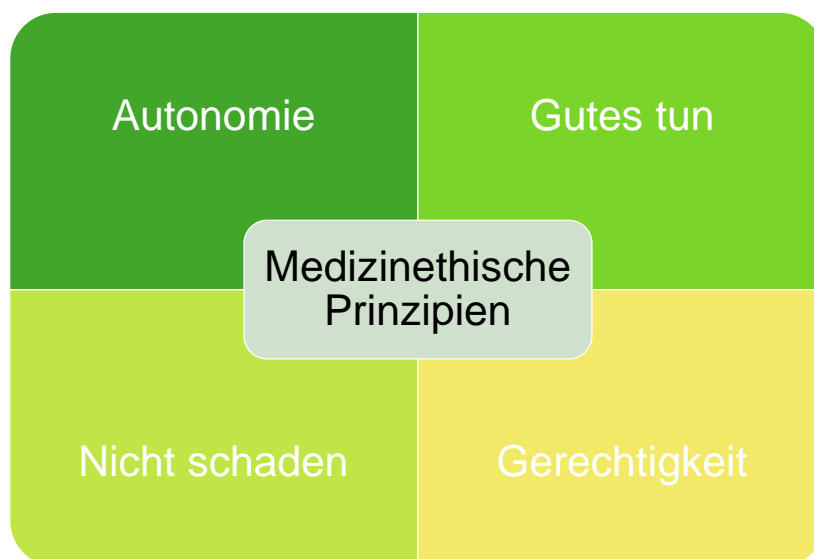 Autonomie
Gutes tun
Medizinethische
Prinzipien
Nicht schaden
Gerechtigkeit